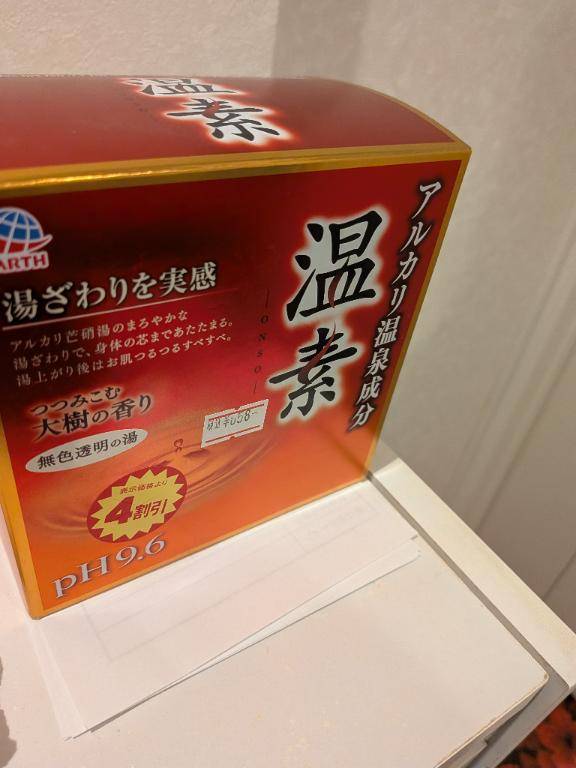 温素
EARTH
アルカリ温泉成分
温素
ONSO
湯ざわりを実感
アルカリ芒硝湯のまろやかな
湯ざわりで、身体の芯まであたたまる。
湯上がり後はお肌つるつるすべすべ。
つつみこむ
大樹の香り
無色透明の湯
表示価格より
4割引
pH9.6